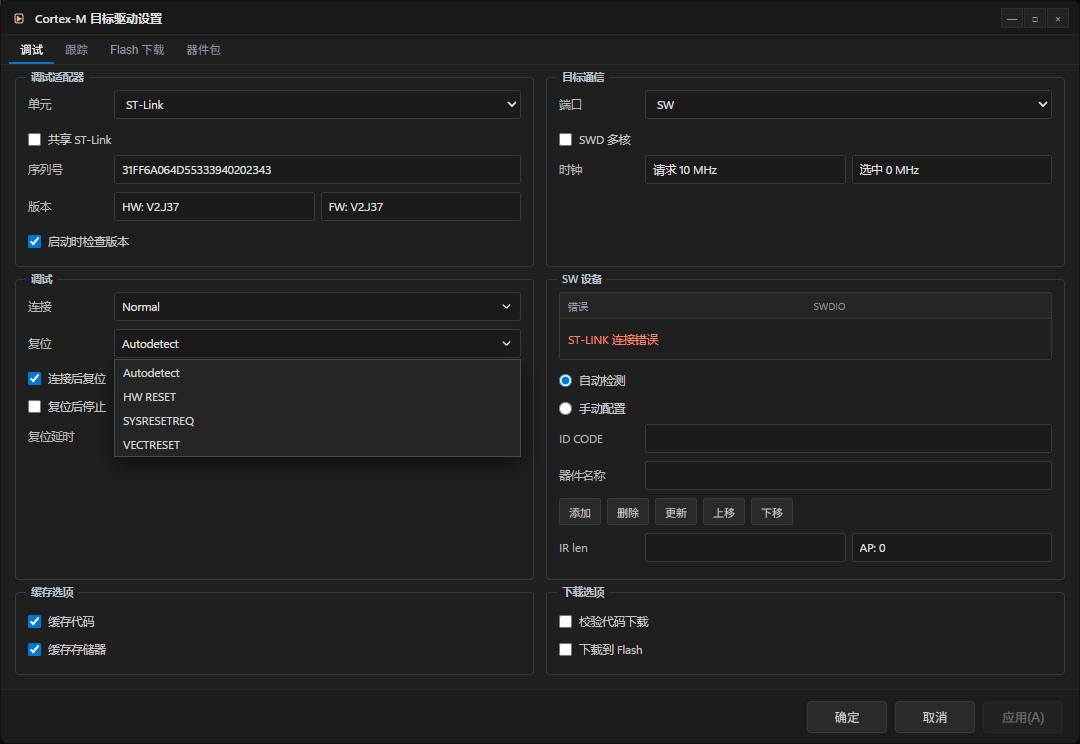 Cortex-M 目标驱动设置
调试 跟踪 Flash 下载 器件包
调试适配器
单元 ST-Link
共享 ST-Link
序列号 31FF6A064D55333940202343
版本 HW: V2.J37 FW: V2.J37
启动时检查版本
目标通信
端口 SW
SWD 多核
时钟 请求 10 MHz 选中 0 MHz
调试
连接 Normal
复位 Autodetect
Autodetect
HW RESET
SYSRESETREQ
VECTRESET
连接后复位
复位后停止
复位延时
SW 设备
错误 SWDIO
ST-LINK 连接错误
自动检测
手动配置
ID CODE
器件名称
添加 删除 更新 上移 下移
IR len AP: 0
缓存选项
缓存代码
缓存存储器
下载选项
校验代码下载
下载到 Flash
确定 取消 应用(A)